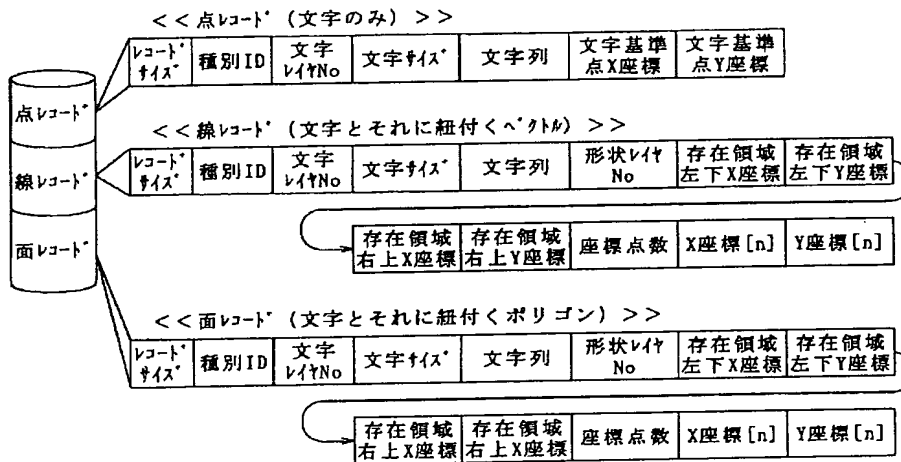 <<点レコード(文字のみ)>>
レコードサイズ 種別ID 文字レイヤNo 文字サイズ 文字列 文字基準点X座標 文字基準点Y座標
点レコード
<<線レコード(文字とそれに紐付くベクトル)>>
レコードサイズ 種別ID 文字レイヤNo 文字サイズ 文字列 形状レイヤNo 存在領域左下X座標 存在領域左下Y座標
線レコード
存在領域右上X座標 存在領域右上Y座標 座標点数 X座標[n] Y座標[n]
面レコード
<<面レコード(文字とそれに紐付くポリゴン)>>
レコードサイズ 種別ID 文字レイヤNo 文字サイズ 文字列 形状レイヤNo 存在領域左下X座標 存在領域左下Y座標
存在領域右上X座標 存在領域右上X座標 座標点数 X座標[n] Y座標[n]